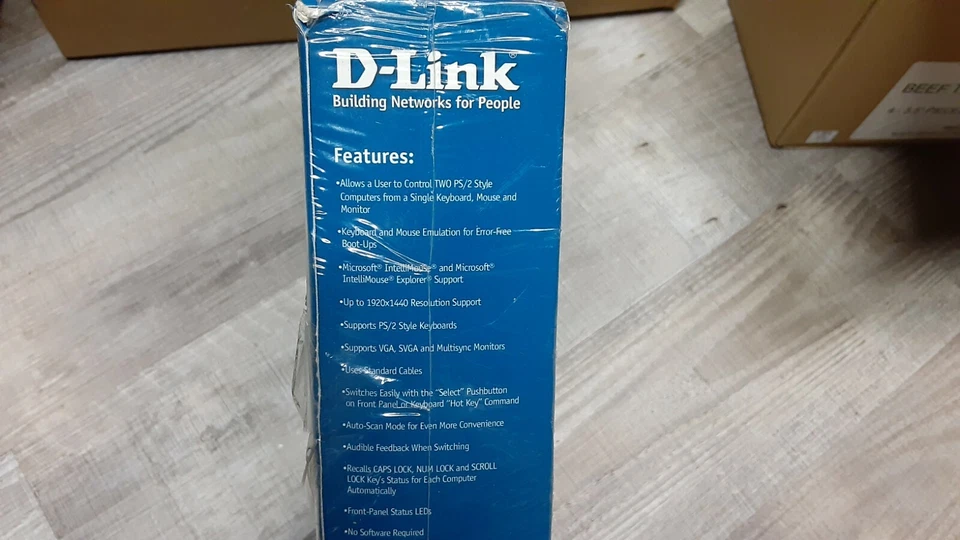 D-Link®
Building Networks for People
Features:
•Allows a User to Control TWO PS/2 Style
Computers from a Single Keyboard, Mouse and
Monitor
•Keyboard and Mouse Emulation for Error-Free
Boot-Ups
•Microsoft® IntelliMouse® and Microsoft®
IntelliMouse® Explorer® Support
•Up to 1920x1440 Resolution Support
•Supports PS/2 Style Keyboards
•Supports VGA, SVGA and Multisync Monitors
•Uses Standard Cables
•Switches Easily with the "Select" Pushbutton
on Front Panel or Keyboard "Hot Key" Command
•Auto-Scan Mode for Even More Convenience
•Audible Feedback When Switching
•Recalls CAPS LOCK, NUM LOCK and SCROLL
LOCK Key's Status for Each Computer
Automatically
•Front-Panel Status LEDs
•No Software Required
BEEF